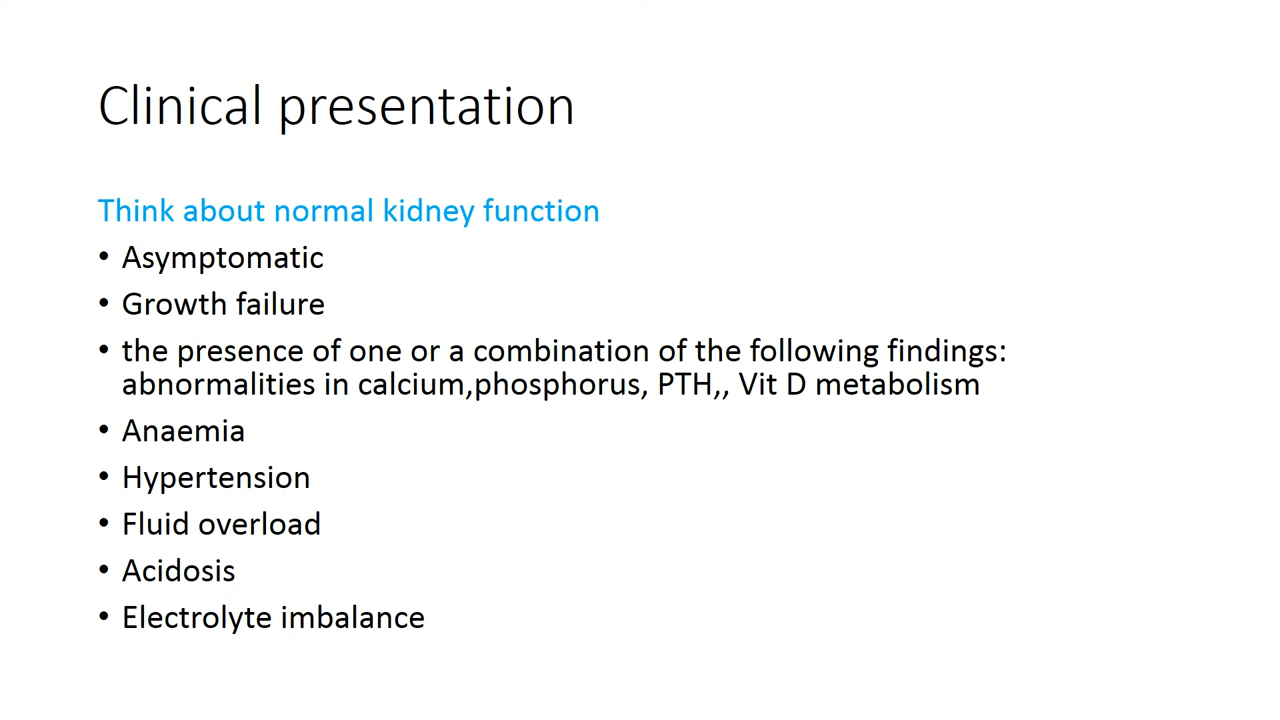 Clinical presentation
Think about normal kidney function
• Asymptomatic
• Growth failure
• the presence of one or a combination of the following findings:
abnormalities in calcium,phosphorus, PTH,, Vit D metabolism
• Anaemia
• Hypertension
• Fluid overload
• Acidosis
• Electrolyte imbalance